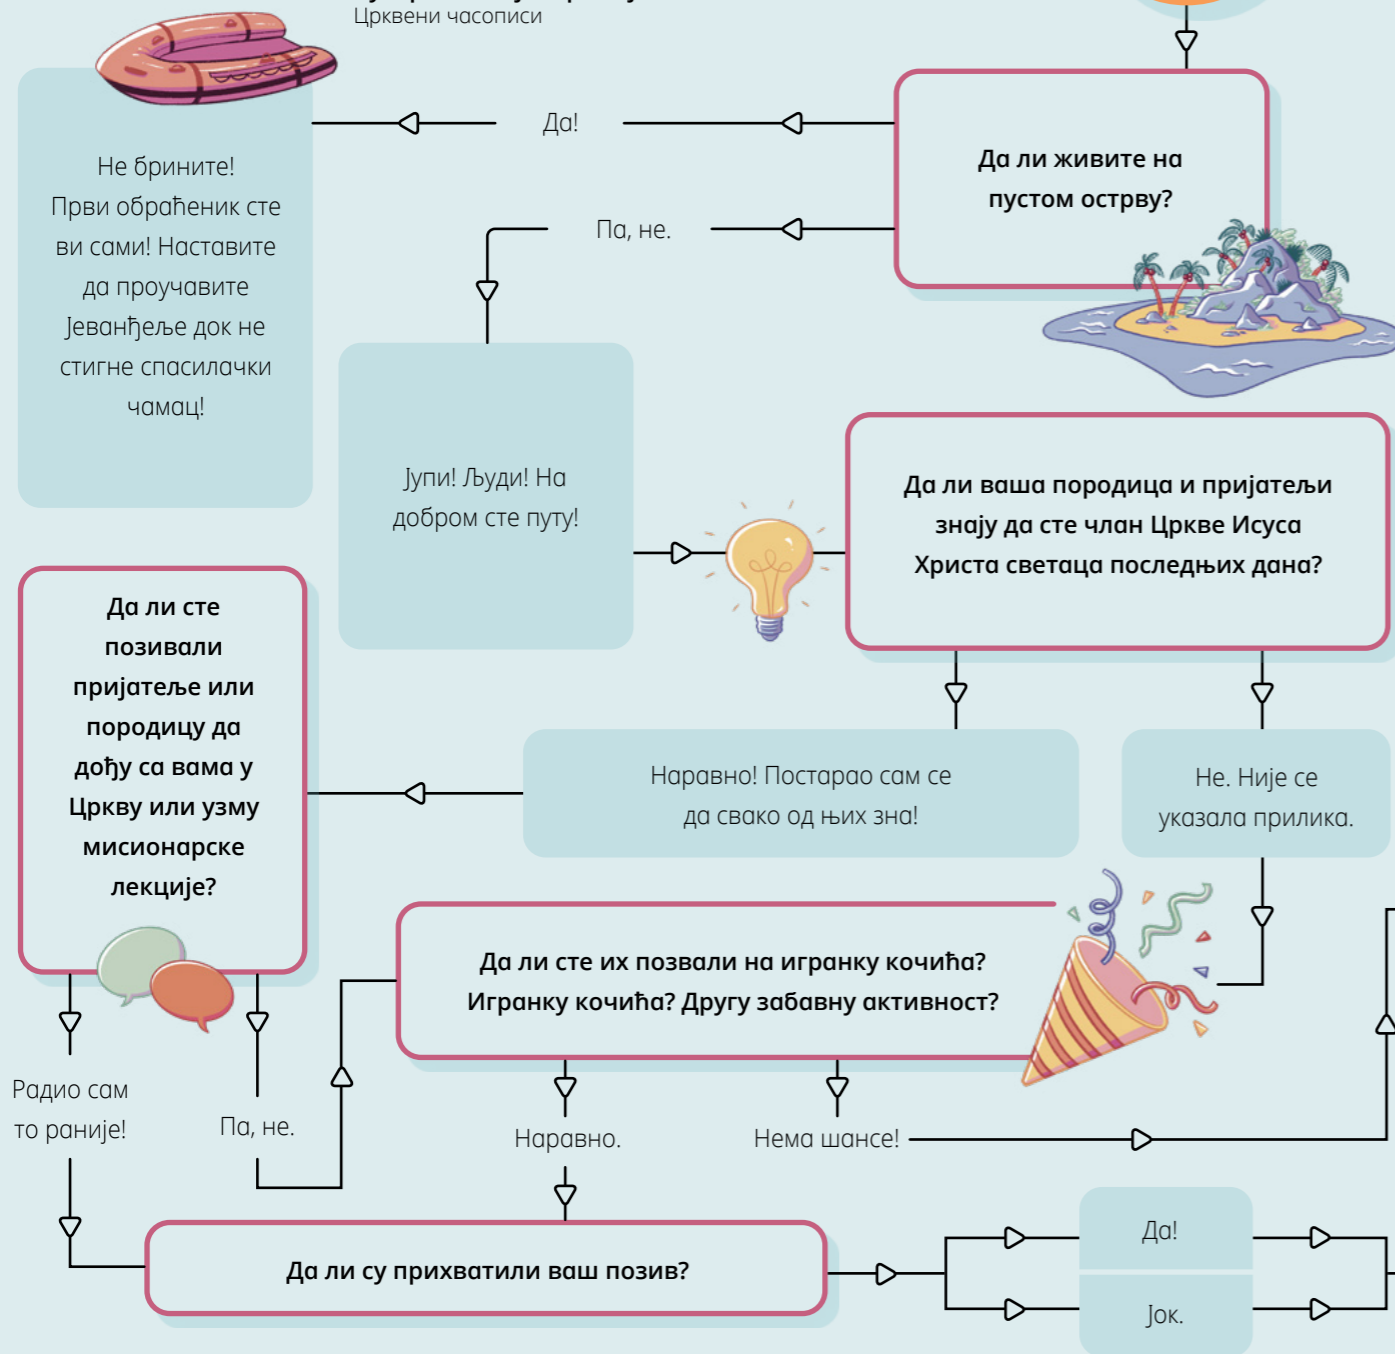 Црквени часописи
Да ли живите на
пустом острву?
Да!
Не брините!
Први обраћеник сте
ви сами! Наставите
да проучавите
Јеванђеље док не
стигне спасилачки
чамац!
Па, не.
Јупи! Људи! На
добром сте путу!
Да ли ваша породица и пријатељи
знају да сте члан Цркве Исуса
Христа светаца последњих дана?
Наравно! Постарао сам се
да свако од њих зна!
Не. Није се
указала прилика.
Да ли сте
позивали
пријатеље или
породицу да
дођу са вама у
Цркву или узму
мисионарске
лекције?
Да ли сте их позвали на игранку кочића?
Игранку кочића? Другу забавну активност?
Радио сам
то раније!
Па, не.
Наравно.
Нема шансе!
Да ли су прихватили ваш позив?
Да!
Јок.